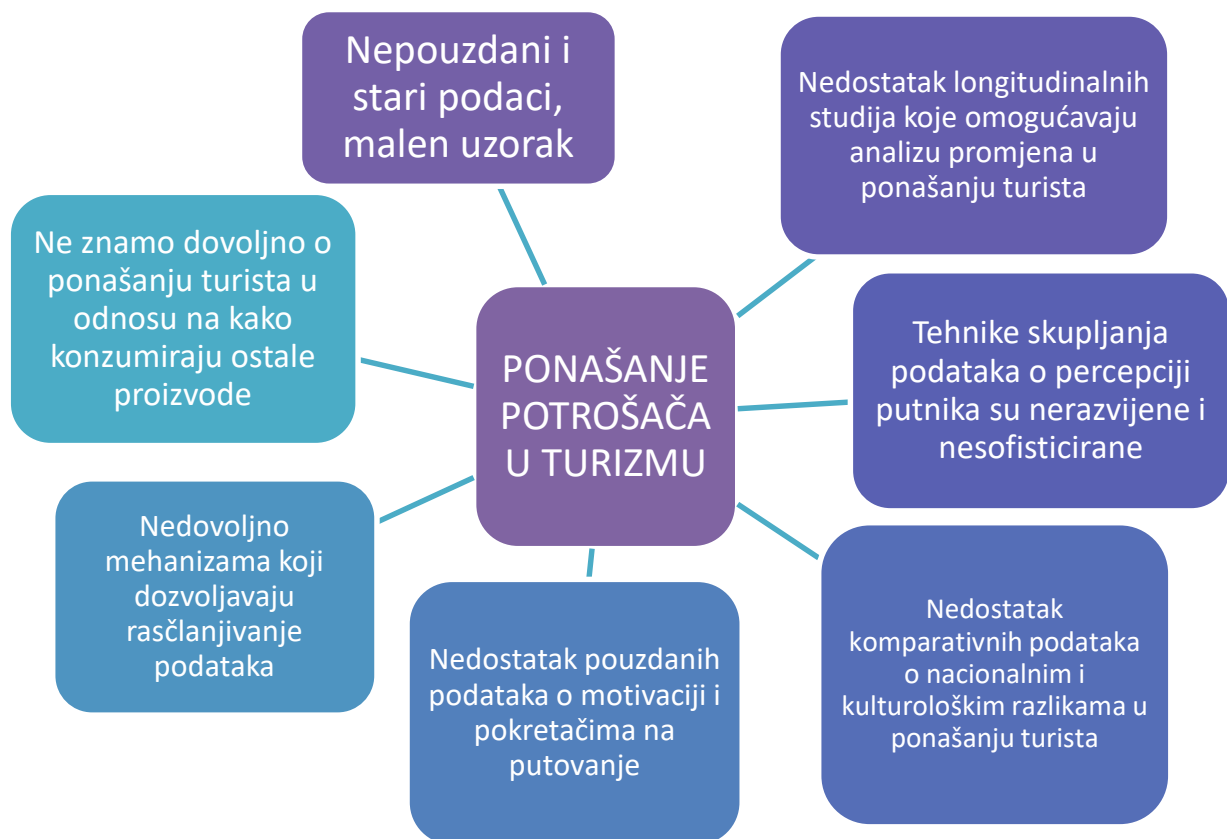 Nepouzdani i
stari podaci,
malen uzorak
Nedostatak longitudinalnih
studija koje omogućavaju
analizu promjena u
ponašanju turista
Ne znamo dovoljno o
ponašanju turista u
odnosu na kako
konzumiraju ostale
proizvode
PONAŠANJE
POTROŠAČA
U TURIZMU
Tehnike skupljanja
podataka o percepciji
putnika su nerazvijene i
nesofisticirane
Nedovoljno
mehanizama koji
dozvoljavaju
rasčlanjivanje
podataka
Nedostatak pouzdanih
podataka o motivaciji i
pokretačima na
putovanje
Nedostatak
komparativnih podataka
o nacionalnim i
kulturološkim razlikama u
ponašanju turista